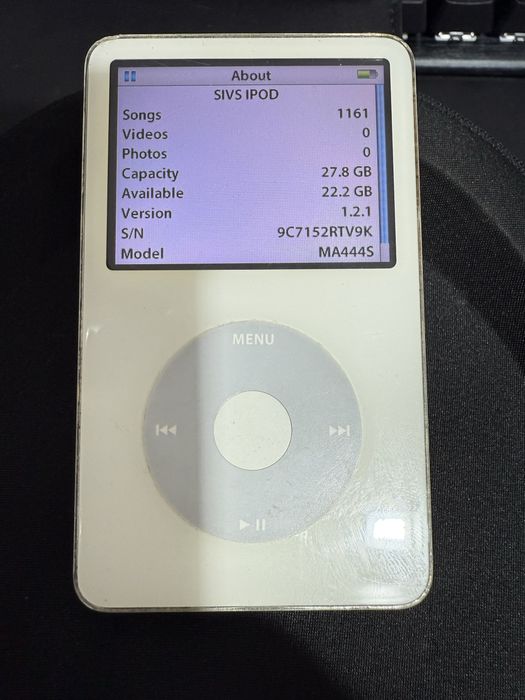 About
SIVS IPOD
Songs 1161
Videos 0
Photos 0
Capacity 27.8 GB
Available 22.2 GB
Version 1.2.1
S/N 9C7152RTV9K
Model MA444S
MENU